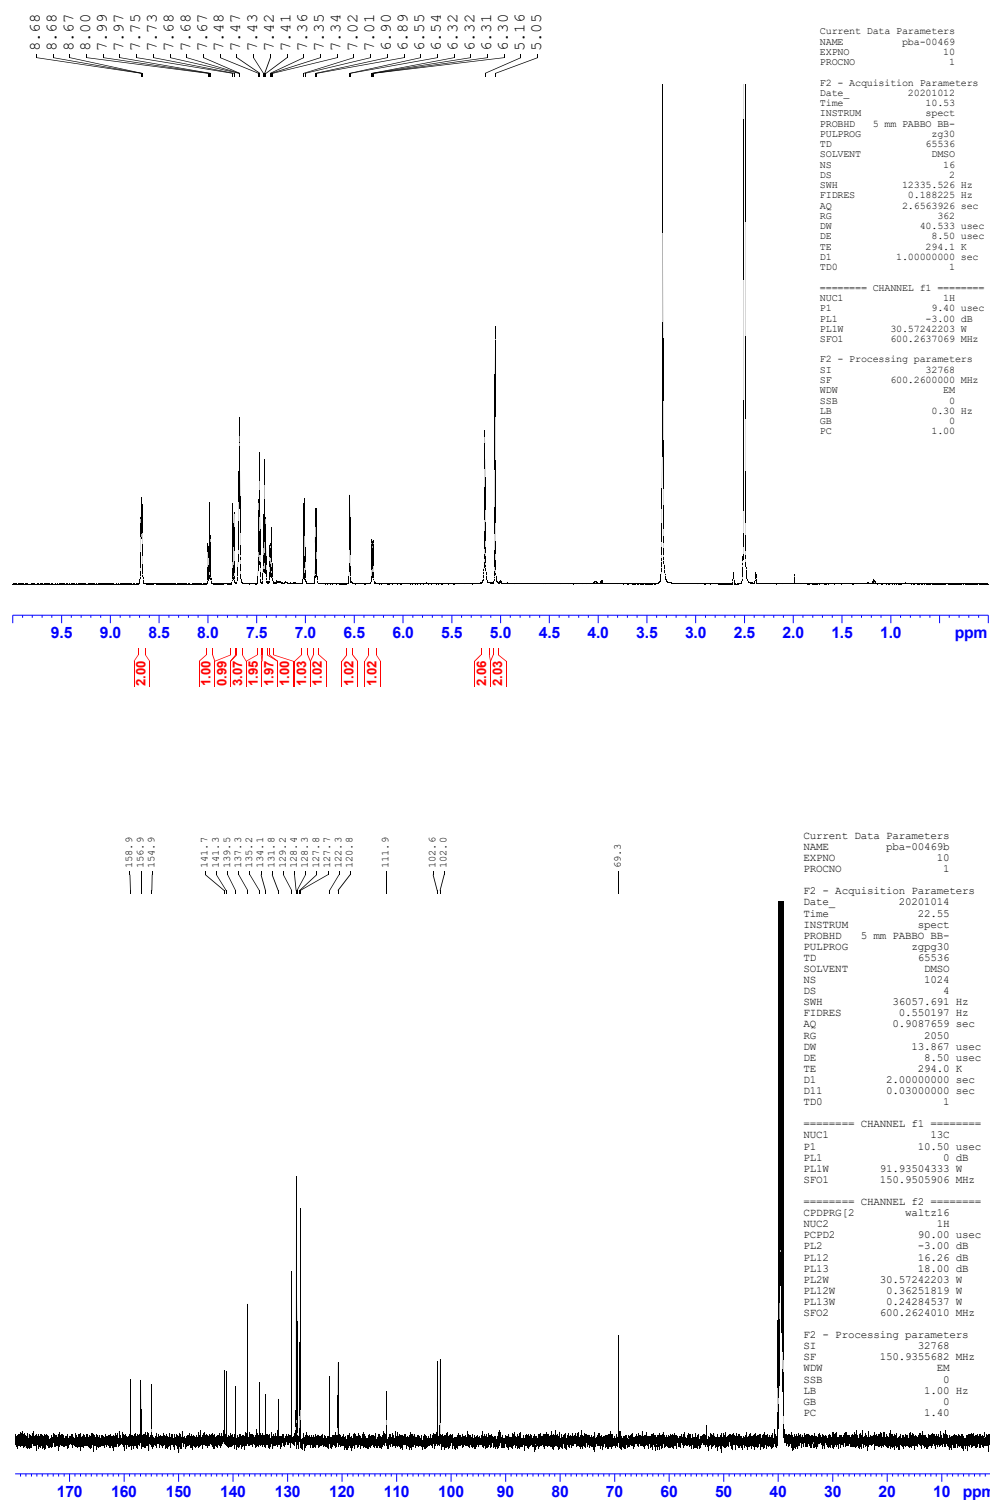 8.68
8.68
8.67
8.00
7.99
7.97
7.75
7.73
7.68
7.68
7.67
7.48
7.47
7.43
7.42
7.41
7.36
7.35
7.34
7.02
7.01
6.90
6.89
6.55
6.54
6.32
6.32
6.31
6.30
5.16
5.05
Current Data Parameters
NAME pba-00469
EXPNO 10
PROCNO 1
F2 - Acquisition Parameters
Date_ 20201012
Time 10.53
INSTRUM spect
PROBHD 5 mm PABBO BB-
PULPROG zg30
TD 65536
SOLVENT DMSO
NS 16
DS 2
SWH 12335.526 Hz
FIDRES 0.188225 Hz
AQ 2.6563926 sec
RG 362
DW 40.533 usec
DE 8.50 usec
TE 294.1 K
D1 1.00000000 sec
TD0 1
======== CHANNEL f1 ========
NUC1 1H
P1 9.40 usec
PL1 -3.00 dB
PL1W 30.57242203 W
SFO1 600.2637069 MHz
F2 - Processing parameters
SI 32768
SF 600.2600000 MHz
WDW EM
SSB 0
LB 0.30 Hz
GB 0
PC 1.00
9.5 9.0 8.5 8.0 7.5 7.0 6.5 6.0 5.5 5.0 4.5 4.0 3.5 3.0 2.5 2.0 1.5 1.0 ppm
2.00
1.00
0.99
3.07
1.95
1.97
1.00
1.03
1.02
1.02
1.02
2.06
2.03
158.9
156.9
154.9
141.7
141.3
139.5
137.3
135.2
134.1
131.8
129.2
128.4
128.3
127.8
127.7
122.3
120.8
111.9
102.6
102.0
69.3
Current Data Parameters
NAME pba-00469b
EXPNO 10
PROCNO 1
F2 - Acquisition Parameters
Date_ 20201014
Time 22.55
INSTRUM spect
PROBHD 5 mm PABBO BB-
PULPROG zgpg30
TD 65536
SOLVENT DMSO
NS 1024
DS 4
SWH 36057.691 Hz
FIDRES 0.550197 Hz
AQ 0.9087659 sec
RG 2050
DW 13.867 usec
DE 8.50 usec
TE 294.0 K
D1 2.00000000 sec
D11 0.03000000 sec
TD0 1
======== CHANNEL f1 ========
NUC1 13C
P1 10.50 usec
PL1 0 dB
PL1W 91.93504333 W
SFO1 150.9505906 MHz
======== CHANNEL f2 ========
CPDPRG[2 waltz16
NUC2 1H
PCPD2 90.00 usec
PL2 -3.00 dB
PL12 16.26 dB
PL13 18.00 dB
PL2W 30.57242203 W
PL12W 0.36251819 W
PL13W 0.24284537 W
SFO2 600.2624010 MHz
F2 - Processing parameters
SI 32768
SF 150.9355682 MHz
WDW EM
SSB 0
LB 1.00 Hz
GB 0
PC 1.40
170 160 150 140 130 120 110 100 90 80 70 60 50 40 30 20 10 ppm